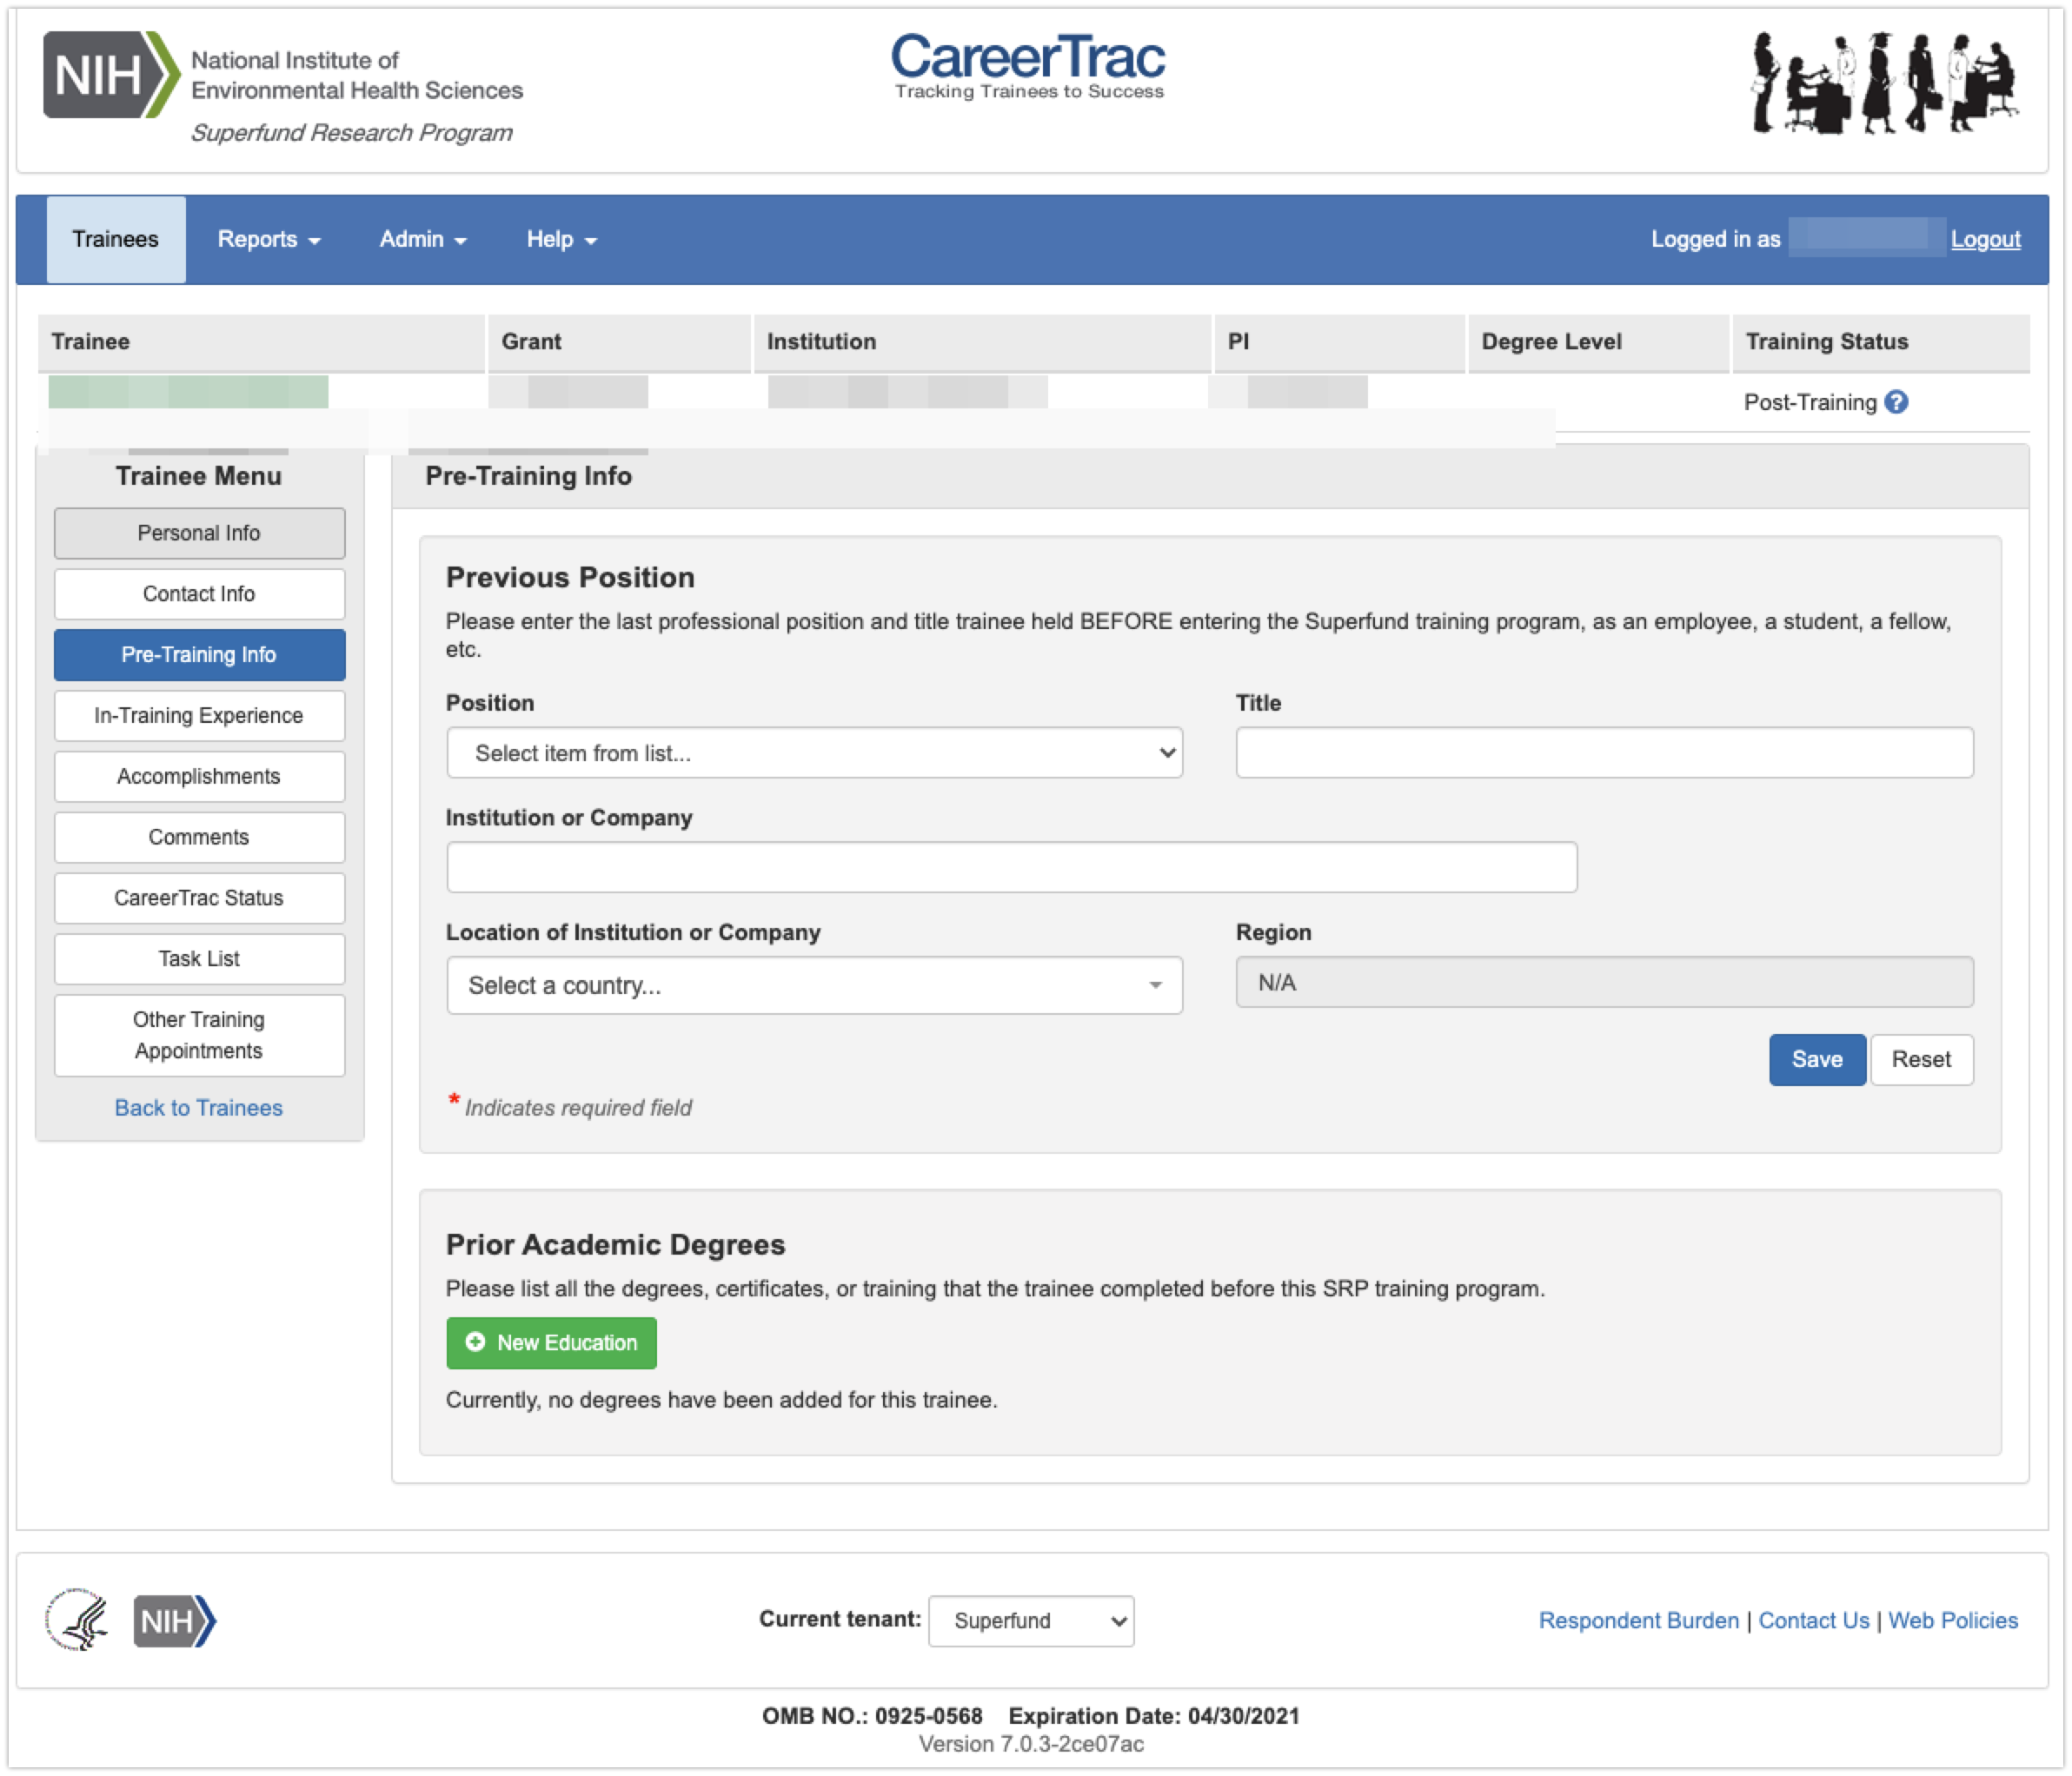 NIH
National Institute of
Environmental Health Sciences
Superfund Research Program
CareerTrac
Tracking Trainees to Success
Trainees
Reports
Admin
Help
Logged in as
Logout
Trainee
Grant
Institution
PI
Degree Level
Training Status
Post-Training ?
Trainee Menu
Personal Info
Contact Info
Pre-Training Info
In-Training Experience
Accomplishments
Comments
CareerTrac Status
Task List
Other Training
Appointments
Back to Trainees
Pre-Training Info
Previous Position
Please enter the last professional position and title trainee held BEFORE entering the Superfund training program, as an employee, a student, a fellow,
etc.
Position
Title
Select item from list...
Institution or Company
Location of Institution or Company
Region
Select a country...
N/A
Save
Reset
* Indicates required field
Prior Academic Degrees
Please list all the degrees, certificates, or training that the trainee completed before this SRP training program.
New Education
Currently, no degrees have been added for this trainee.
NIH
Current tenant:
Superfund
Respondent Burden | Contact Us | Web Policies
OMB NO.: 0925-0568 Expiration Date: 04/30/2021
Version 7.0.3-2ce07ac